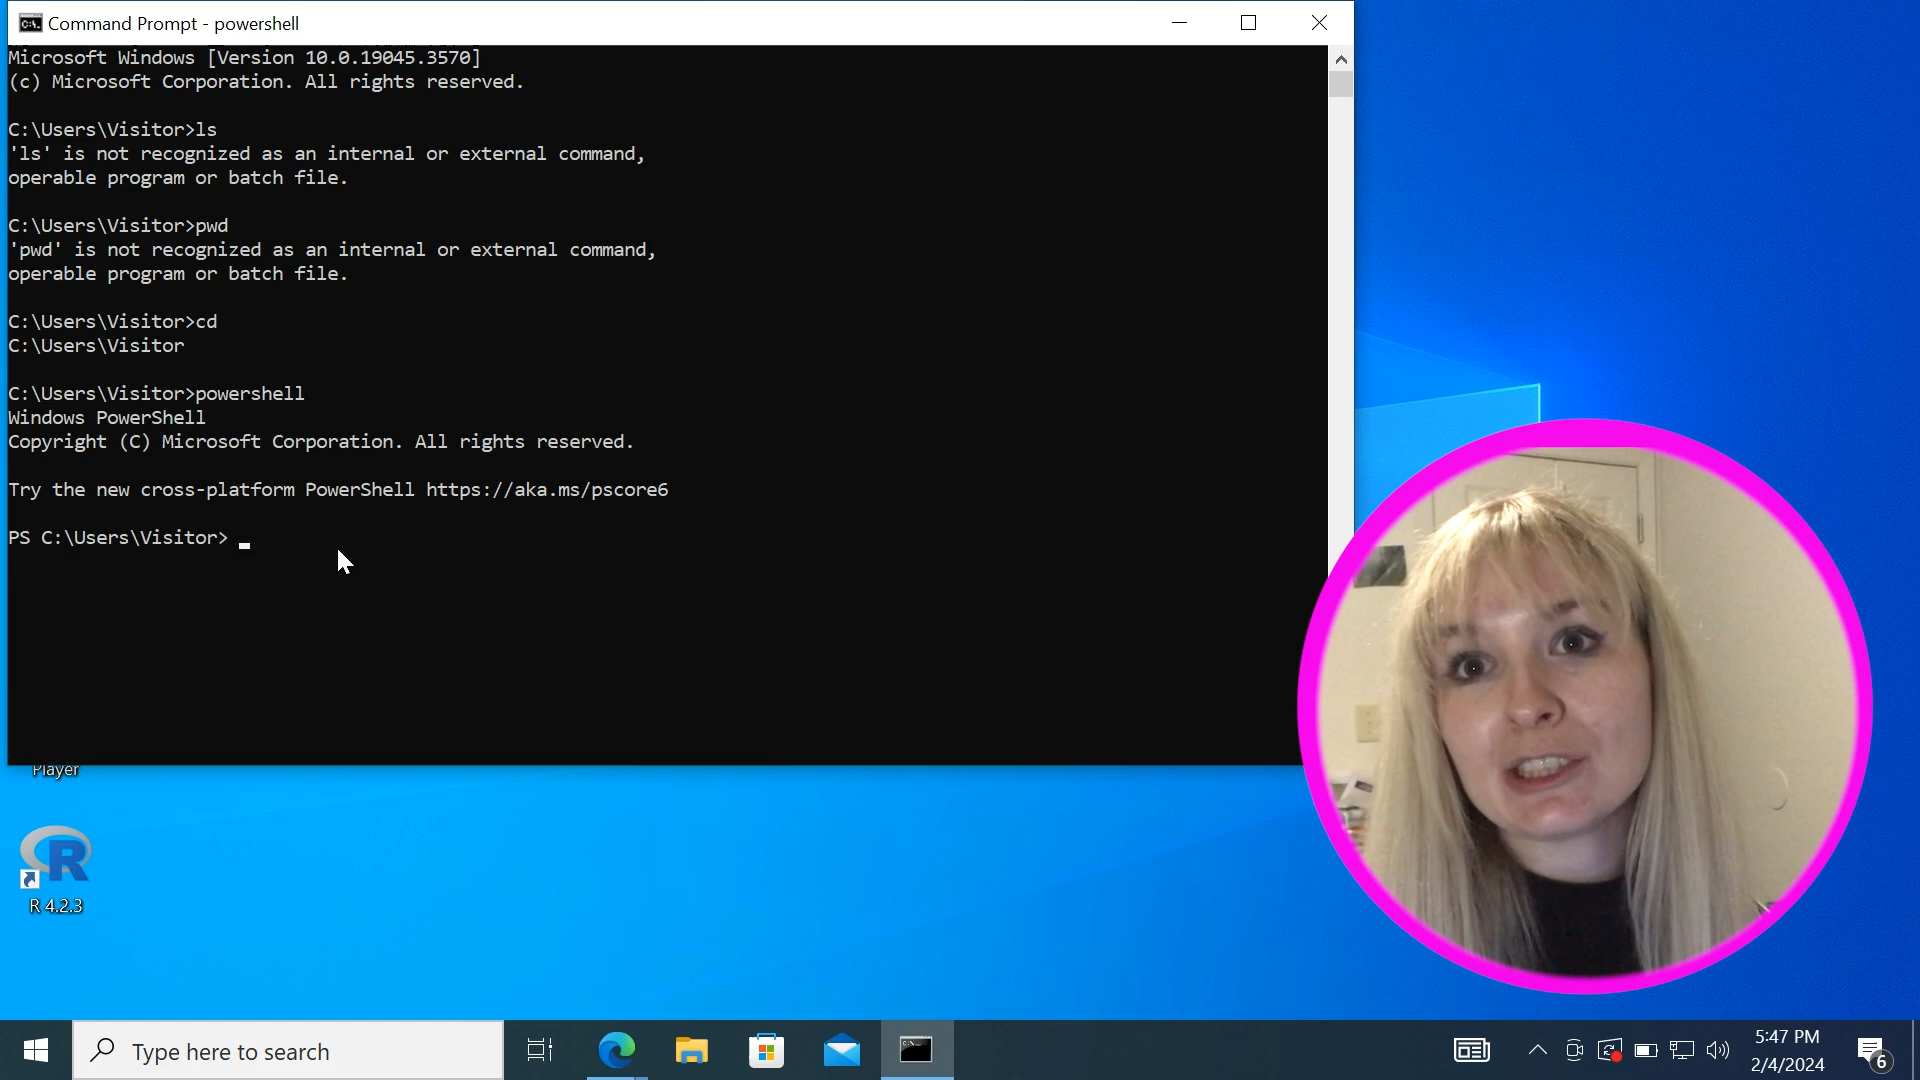 Command Prompt - powershell
Microsoft Windows [Version 10.0.19045.3570]
(c) Microsoft Corporation. All rights reserved.
C:\Users\Visitor>ls
'ls' is not recognized as an internal or external command,
operable program or batch file.
C:\Users\Visitor>pwd
'pwd' is not recognized as an internal or external command,
operable program or batch file.
C:\Users\Visitor>cd
C:\Users\Visitor
C:\Users\Visitor>powershell
Windows PowerShell
Copyright (C) Microsoft Corporation. All rights reserved.
Try the new cross-platform PowerShell https://aka.ms/pscore6
PS C:\Users\Visitor>
Player
R 4.2.3
Type here to search
5:47 PM
2/4/2024
6